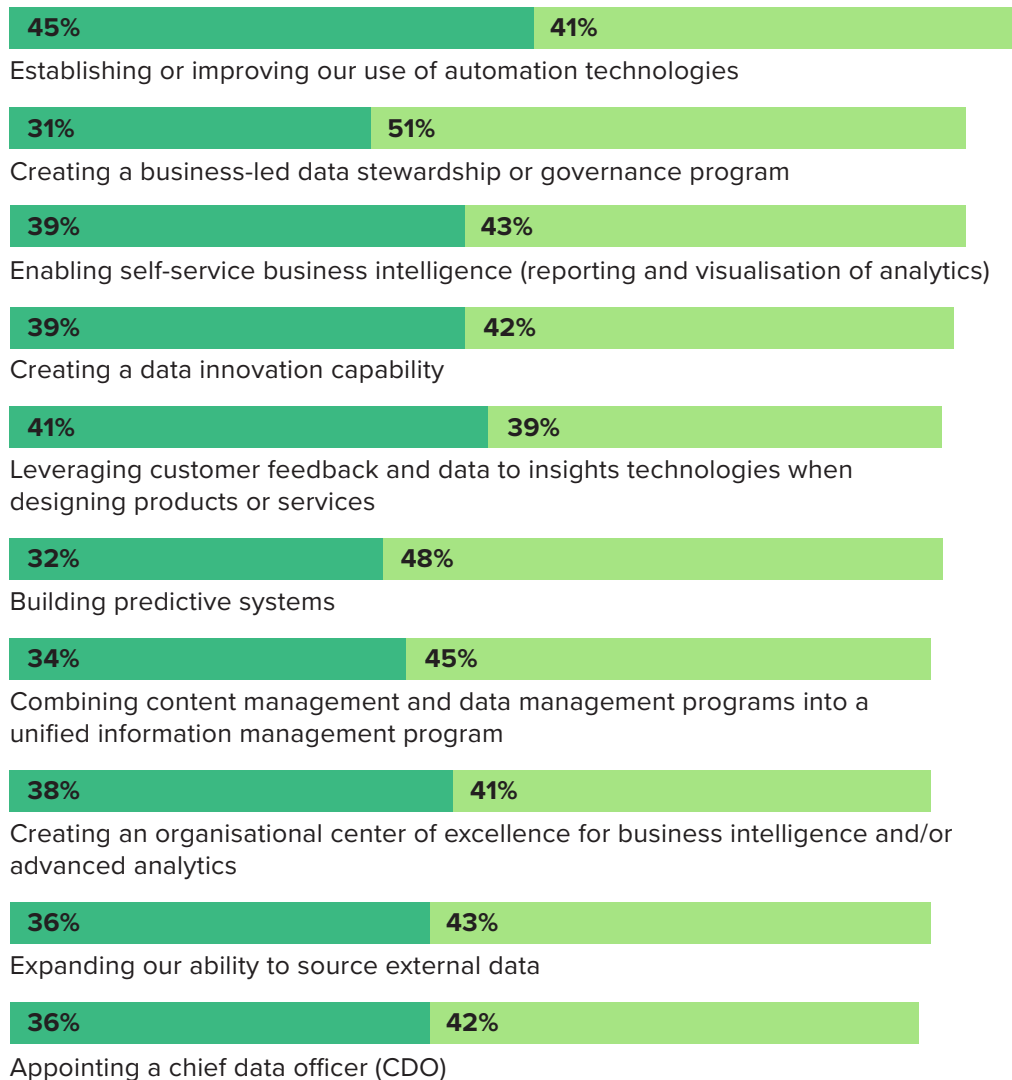 45% 41%
Establishing or improving our use of automation technologies
31% 51%
Creating a business-led data stewardship or governance program
39% 43%
Enabling self-service business intelligence (reporting and visualisation of analytics)
39% 42%
Creating a data innovation capability
41% 39%
Leveraging customer feedback and data to insights technologies when
designing products or services
32% 48%
Building predictive systems
34% 45%
Combining content management and data management programs into a
unified information management program
38% 41%
Creating an organisational center of excellence for business intelligence and/or
advanced analytics
36% 43%
Expanding our ability to source external data
36% 42%
Appointing a chief data officer (CDO)